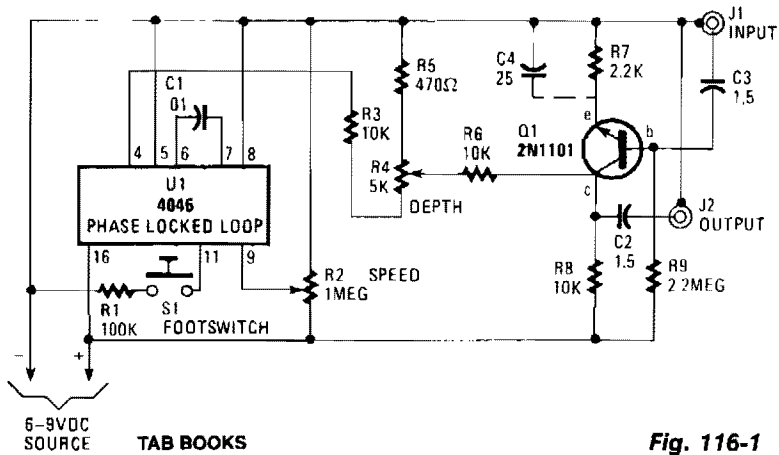 J1
INPUT
C4
25
R7
2.2K
C3
1,5
R5
470Ω
C1
.01
R3
10K
Q1
2N1101
e
b
c
4
5
6
7
8
R4
5K
DEPTH
R6
10K
U1
4046
PHASE LOCKED LOOP
16
11
9
J2
OUTPUT
C2
1.5
R1
100K
S1
FOOTSWITCH
R2
1MEG
SPEED
R8
10K
R9
2.2MEG
−
+
6-9VDC
SOURCE
TAB BOOKS
Fig. 116-1